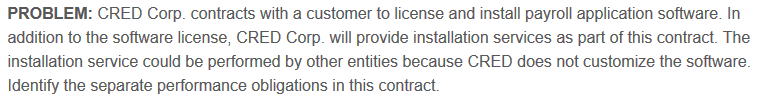 PROBLEM: CRED Corp. contracts with a customer to license and install payroll application software. In
addition to the software license, CRED Corp. will provide installation services as part of this contract. The
installation service could be performed by other entities because CRED does not customize the software.
Identify the separate performance obligations in this contract.